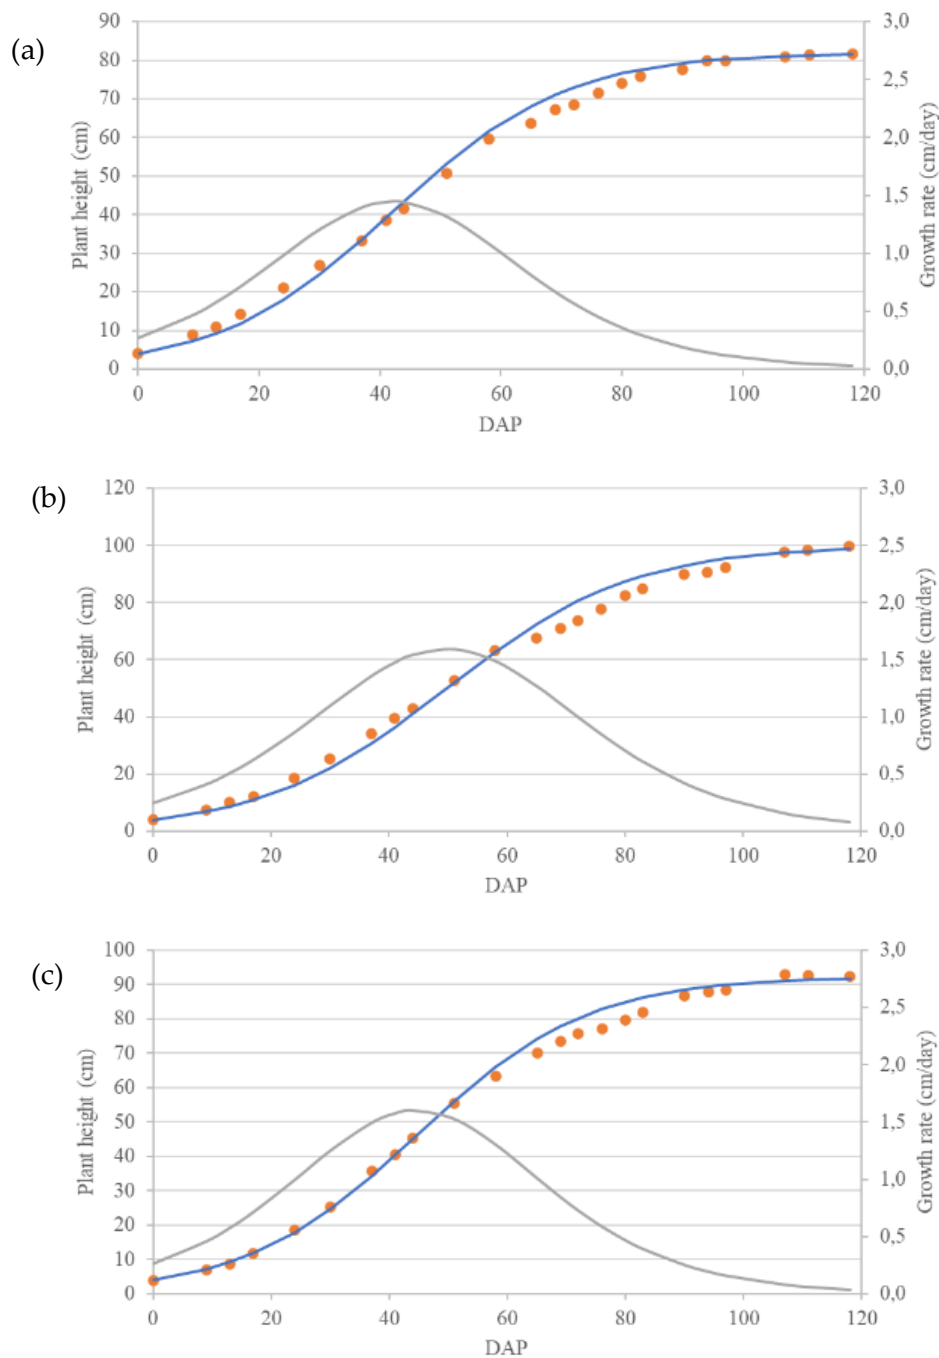 (a)
90 3,0
80 2,5
70
60 2,0
50 1,5
40
30 1,0
20 0,5
10
0 0,0
Plant height (cm)
Growth rate (cm/day)
0 20 40 60 80 100 120
DAP
(b)
120 3,0
100 2,5
80 2,0
60 1,5
40 1,0
20 0,5
0 0,0
Plant height (cm)
Growth rate (cm/day)
0 20 40 60 80 100 120
DAP
(c)
100 3,0
90
80 2,5
70 2,0
60
50 1,5
40
30 1,0
20 0,5
10
0 0,0
Plant height (cm)
Growth rate (cm/day)
0 20 40 60 80 100 120
DAP